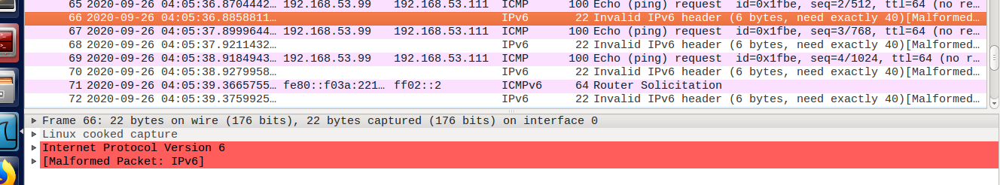 65 2020-09-26 04:05:36.8704442… 192.168.53.99 192.168.53.111 ICMP 100 Echo (ping) request id=0x1fbe, seq=2/512, ttl=64 (no re…
66 2020-09-26 04:05:36.8858811… IPv6 22 Invalid IPv6 header (6 bytes, need exactly 40)[Malformed…
67 2020-09-26 04:05:37.8999644… 192.168.53.99 192.168.53.111 ICMP 100 Echo (ping) request id=0x1fbe, seq=3/768, ttl=64 (no re…
68 2020-09-26 04:05:37.9211432… IPv6 22 Invalid IPv6 header (6 bytes, need exactly 40)[Malformed…
69 2020-09-26 04:05:38.9184943… 192.168.53.99 192.168.53.111 ICMP 100 Echo (ping) request id=0x1fbe, seq=4/1024, ttl=64 (no r…
70 2020-09-26 04:05:38.9279958… IPv6 22 Invalid IPv6 header (6 bytes, need exactly 40)[Malformed…
71 2020-09-26 04:05:39.3665755… fe80::f03a:221… ff02::2 ICMPv6 64 Router Solicitation
72 2020-09-26 04:05:39.3759925… IPv6 22 Invalid IPv6 header (6 bytes, need exactly 40)[Malformed…
Frame 66: 22 bytes on wire (176 bits), 22 bytes captured (176 bits) on interface 0
Linux cooked capture
Internet Protocol Version 6
[Malformed Packet: IPv6]